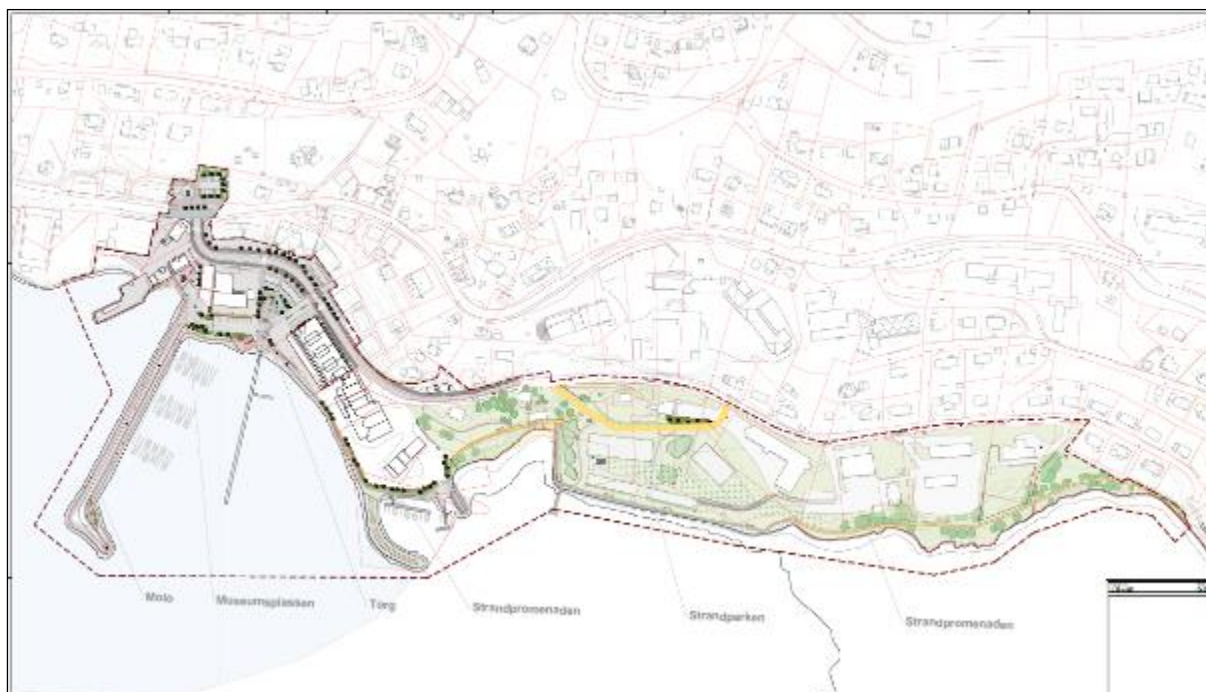 Molo
Museumsplassen
Torg
Strandpromenaden
Strandparken
Strandpromenaden